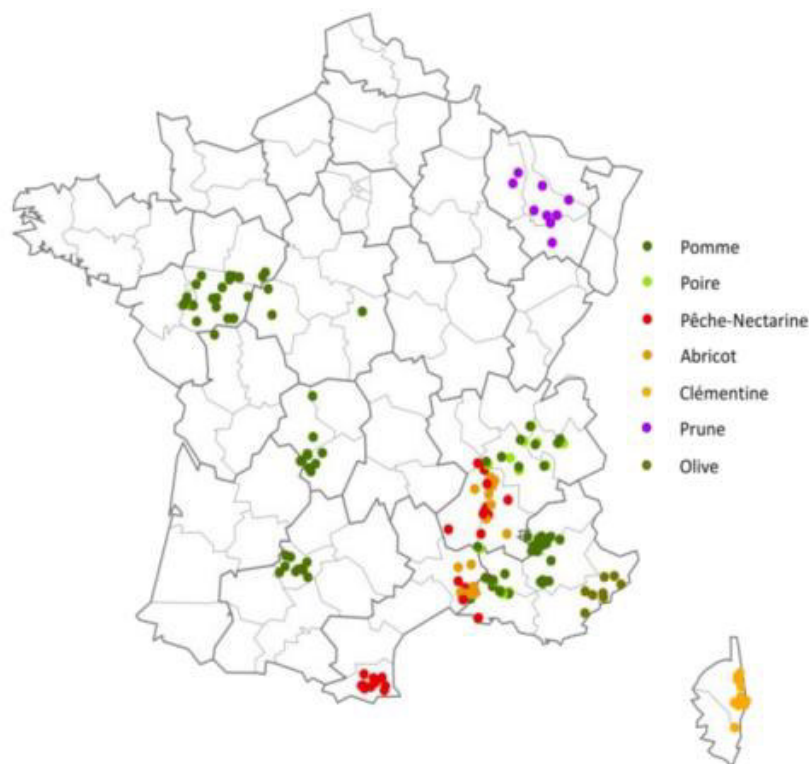 Pomme
Poire
Pêche-Nectarine
Abricot
Clémentine
Prune
Olive